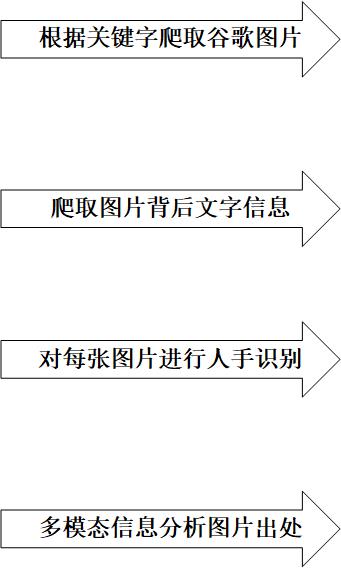 根据关键字爬取谷歌图片
爬取图片背后文字信息
对每张图片进行人手识别
多模态信息分析图片出处